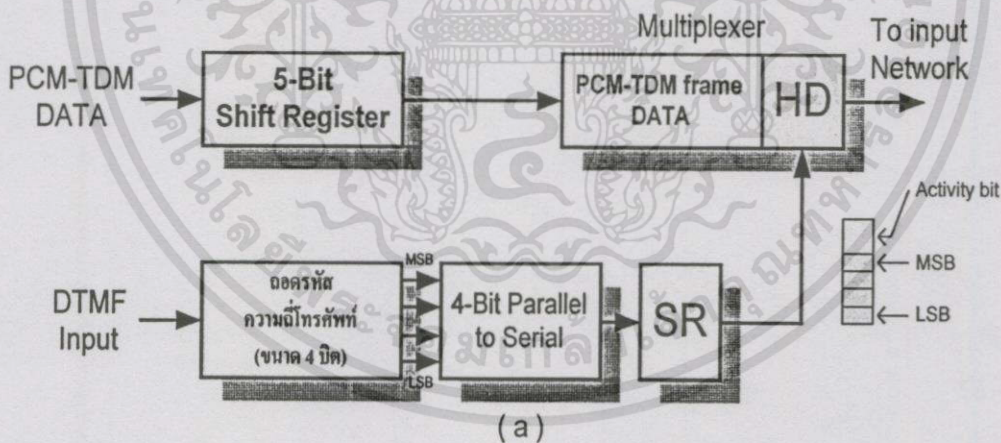 Multiplexer
To input
Network
PCM-TDM
DATA
5-Bit
Shift Register
PCM-TDM frame
DATA
HD
Activity bit
MSB
LSB
DTMF
Input
ถอดรหัส
ความถี่โทรศัพท์
(ขนาด 4 บิต)
MSB
LSB
4-Bit Parallel
to Serial
SR
( a )